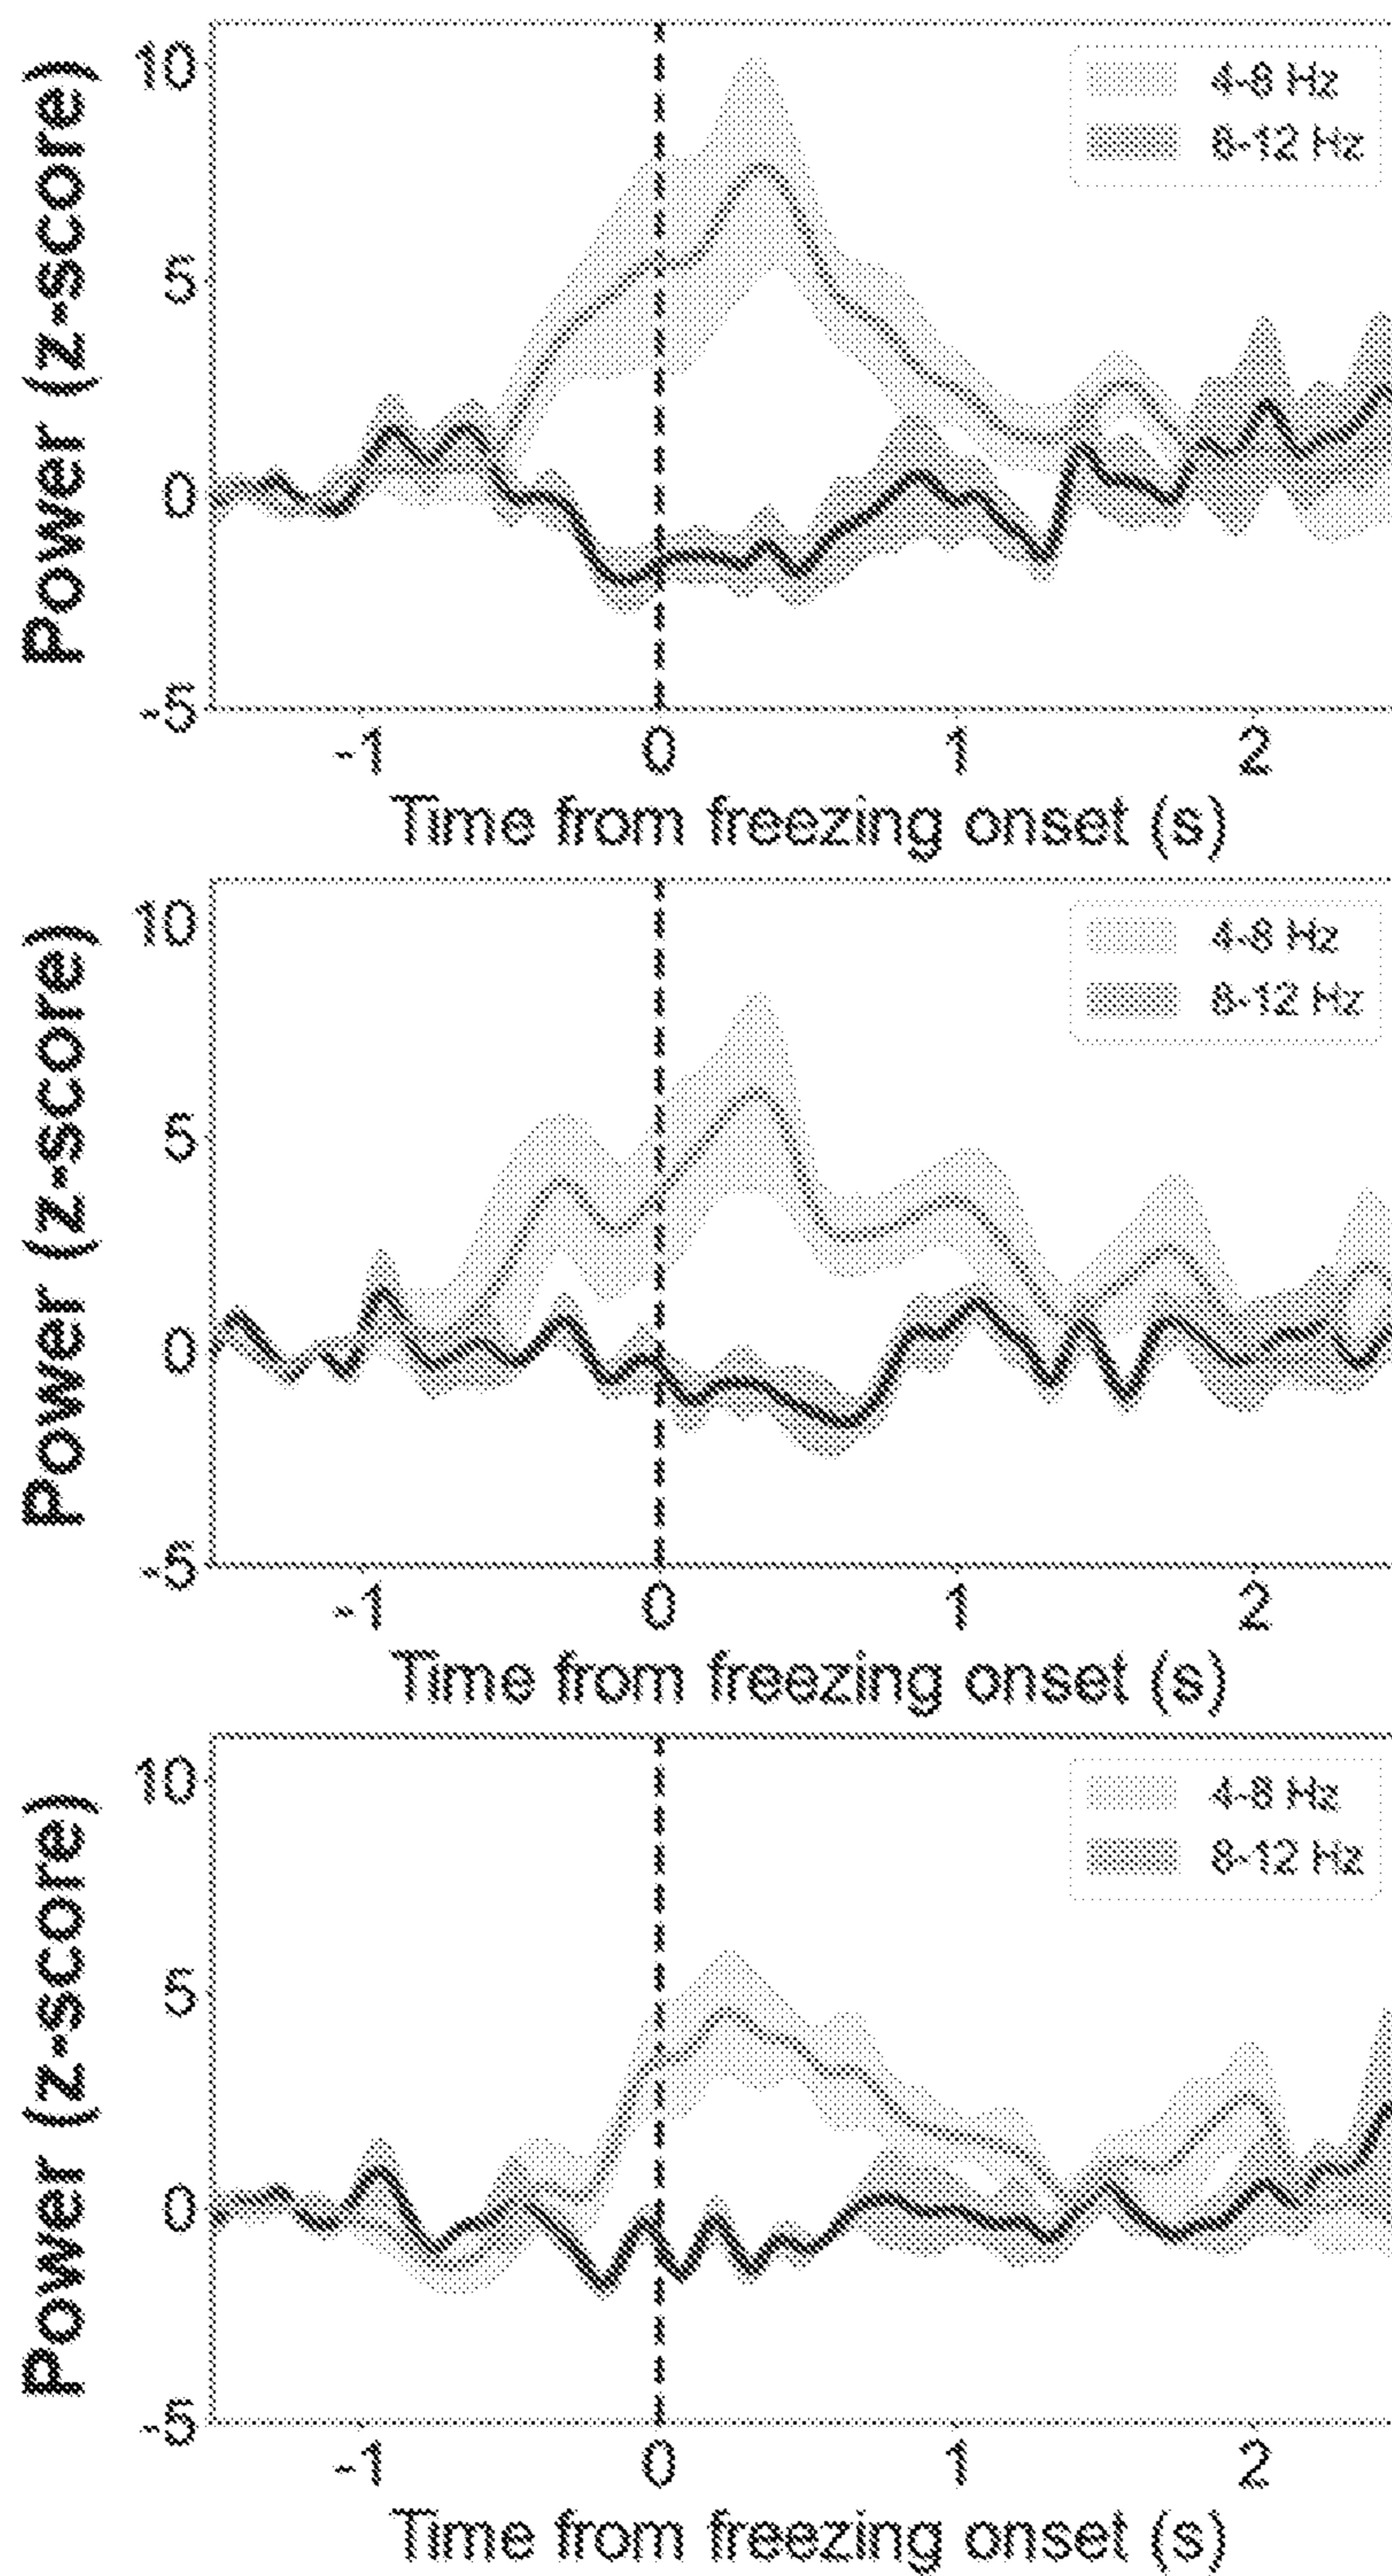 Power (z-score)
10
5
0
-5
4-8 Hz
8-12 Hz
-1 0 1 2
Time from freezing onset (s)
Power (z-score)
10
5
0
-5
4-8 Hz
8-12 Hz
-1 0 1 2
Time from freezing onset (s)
Power (z-score)
10
5
0
-5
4-8 Hz
8-12 Hz
-1 0 1 2
Time from freezing onset (s)